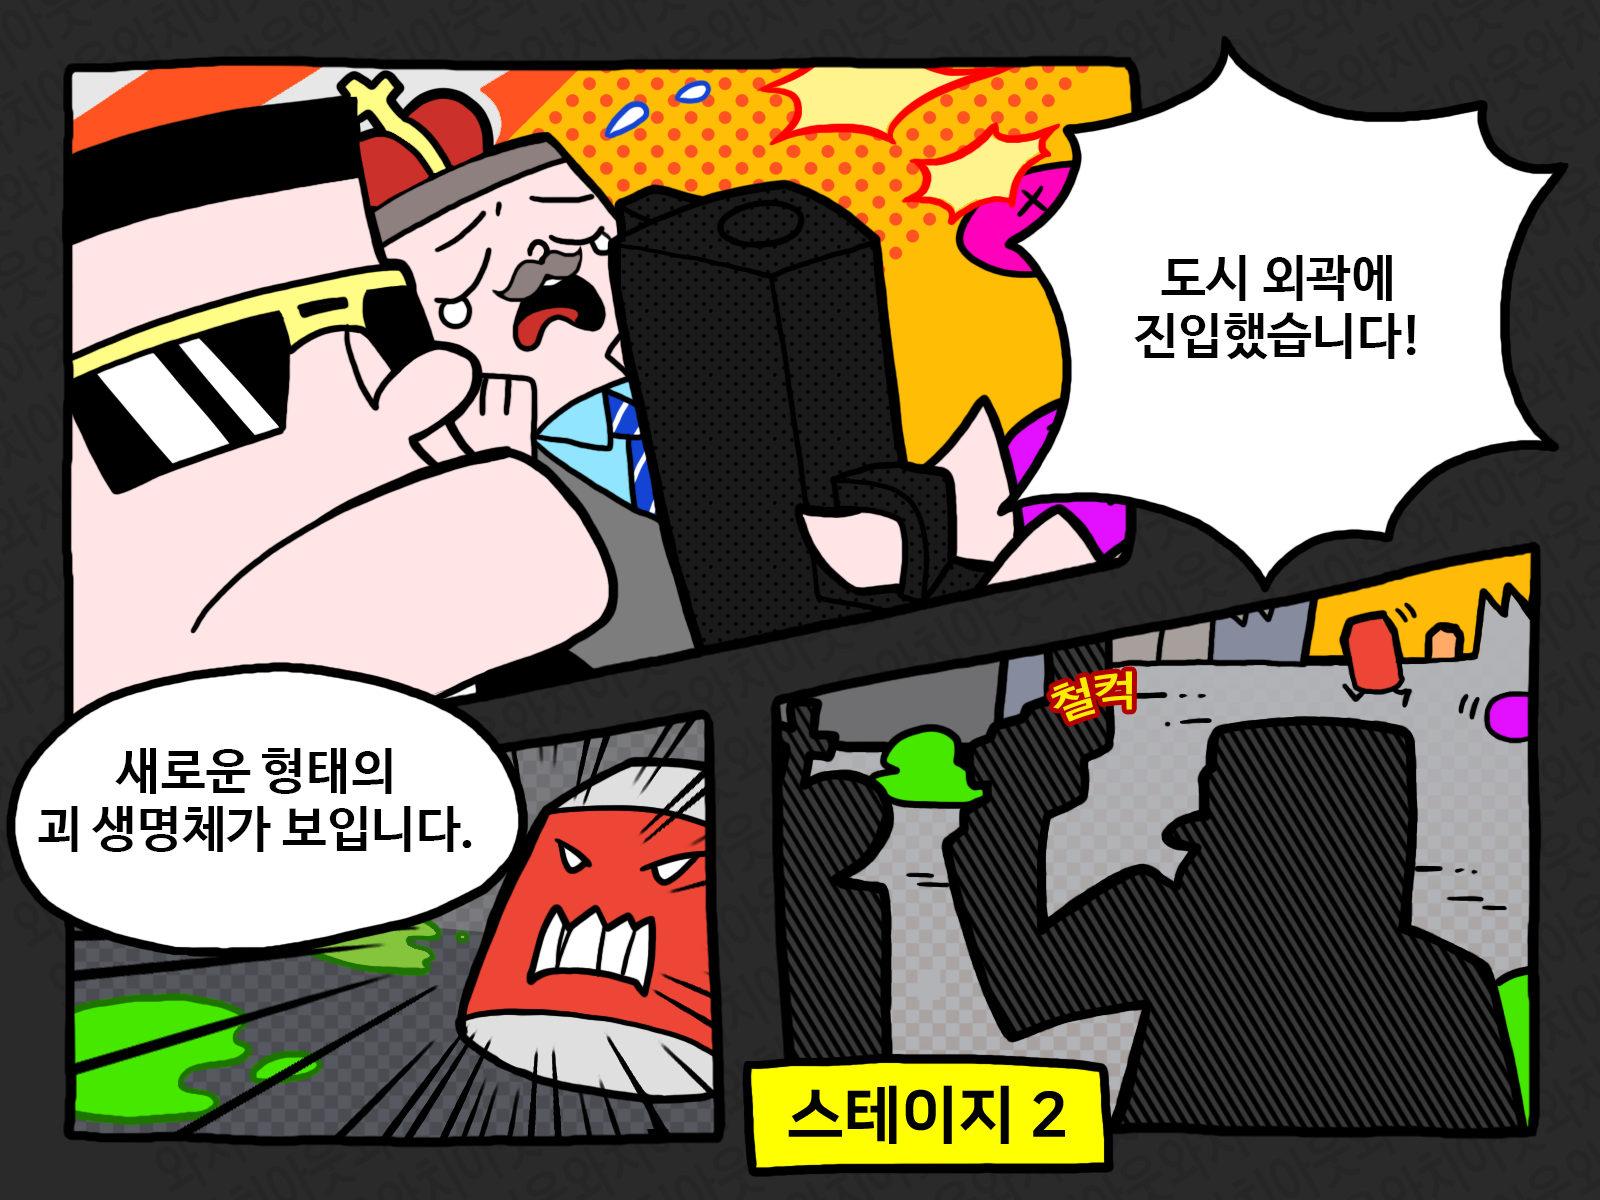 도시 외곽에
진입했습니다!
새로운 형태의
괴 생명체가 보입니다.
철컥
스테이지 2